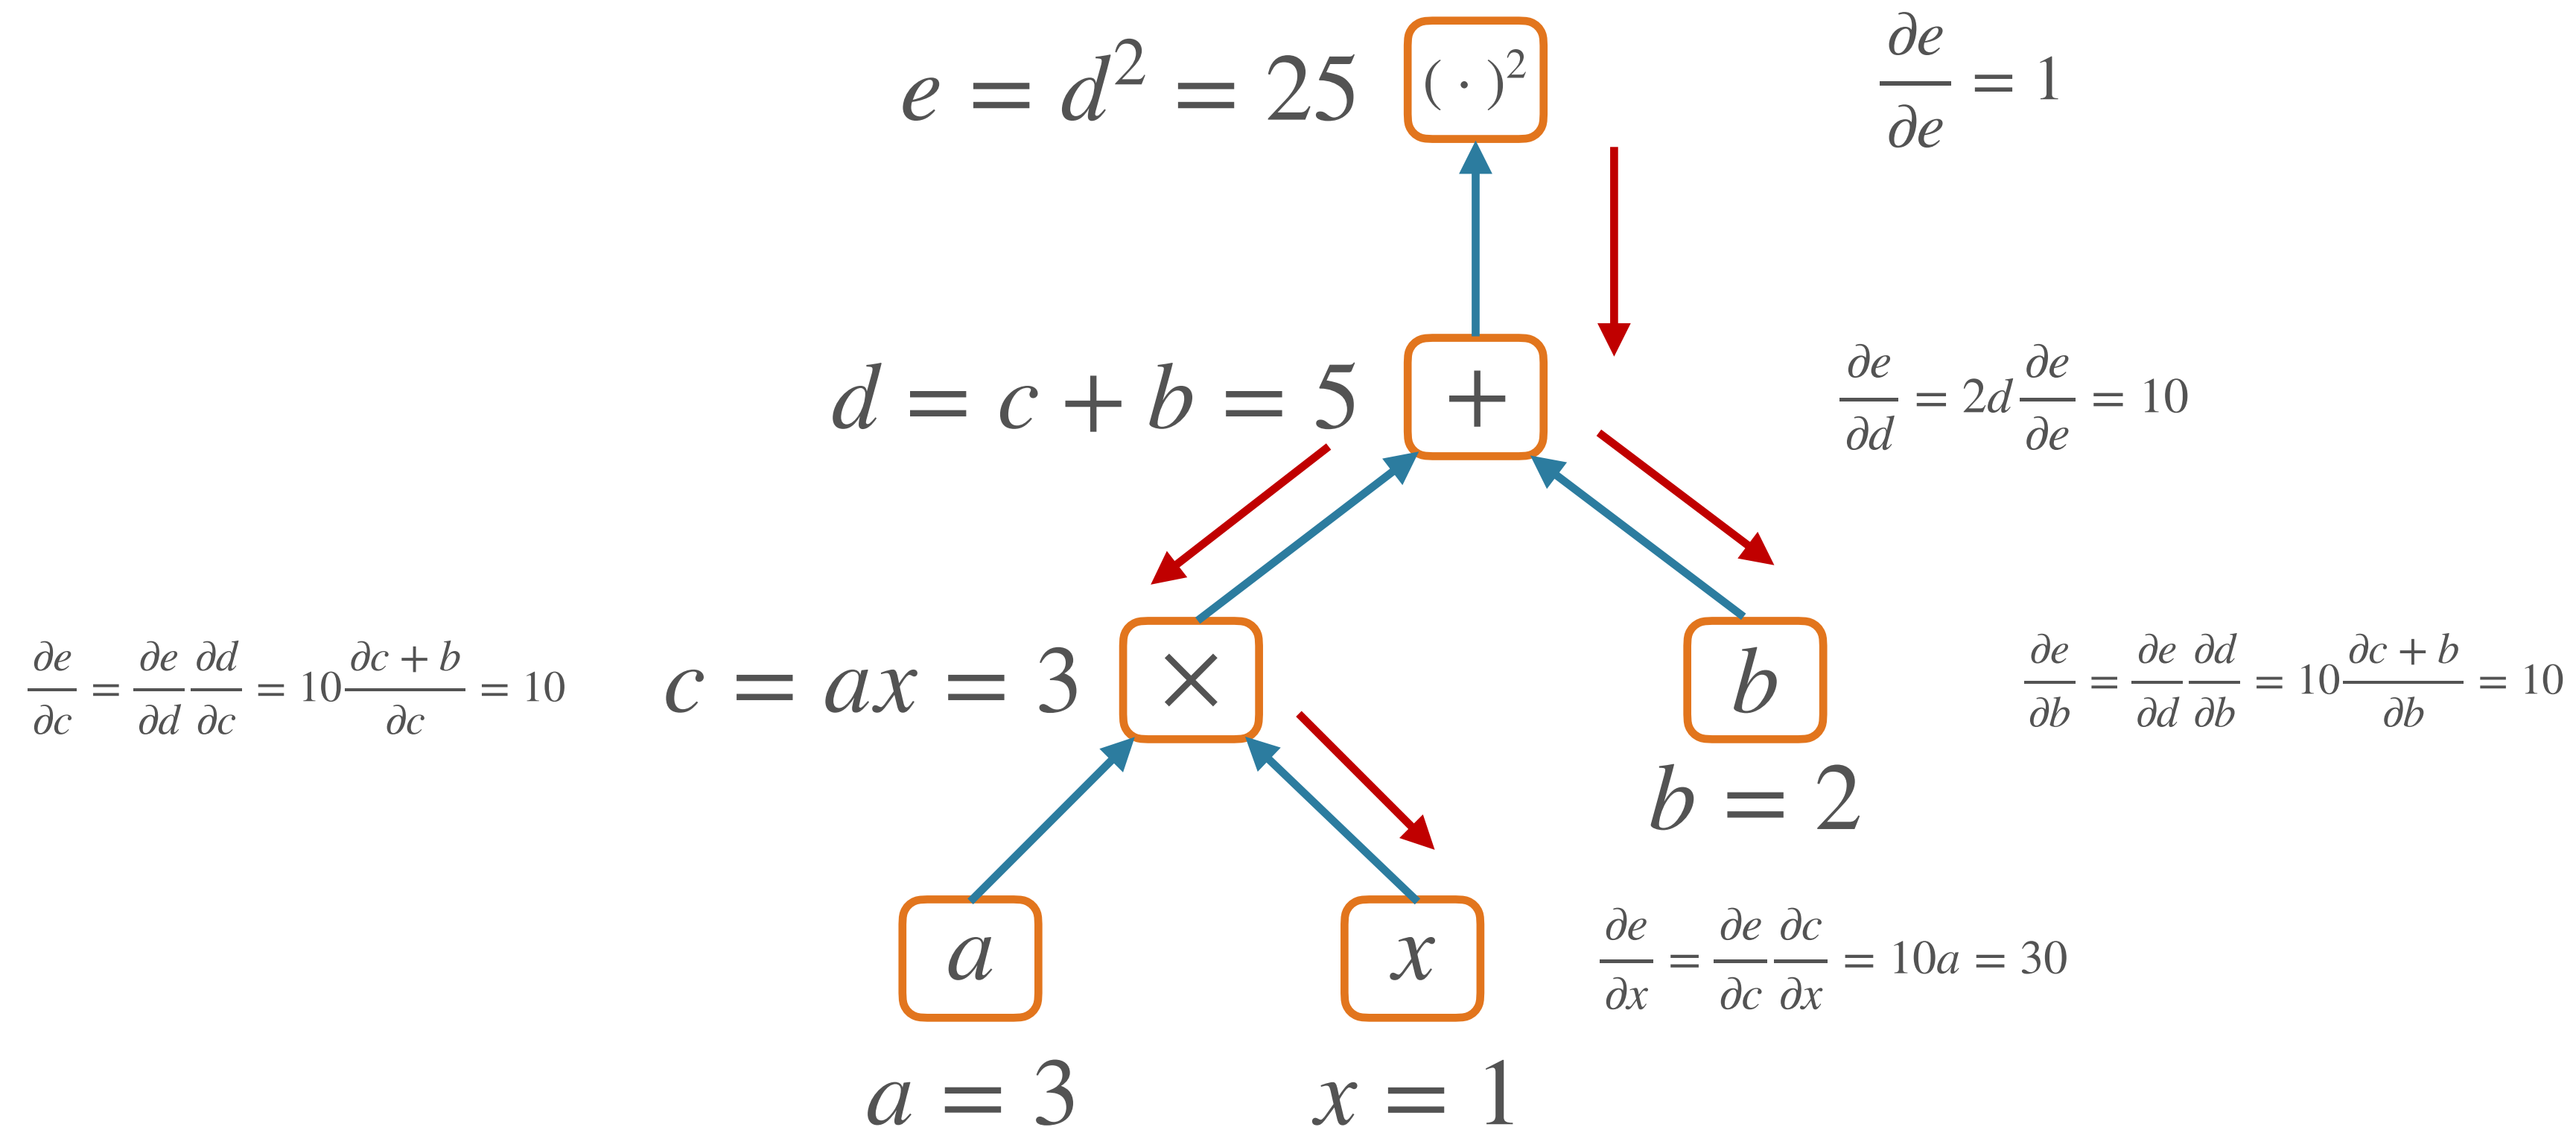 e = d² = 25
( · )²
∂e/∂e = 1
d = c + b = 5
+
∂e/∂d = 2d ∂e/∂e = 10
∂e/∂c = ∂e/∂d ∂d/∂c = 10 ∂c + b/∂c = 10
c = ax = 3
×
b
∂e/∂b = ∂e/∂d ∂d/∂b = 10 ∂c + b/∂b = 10
b = 2
a
x
∂e/∂x = ∂e/∂c ∂c/∂x = 10a = 30
a = 3
x = 1